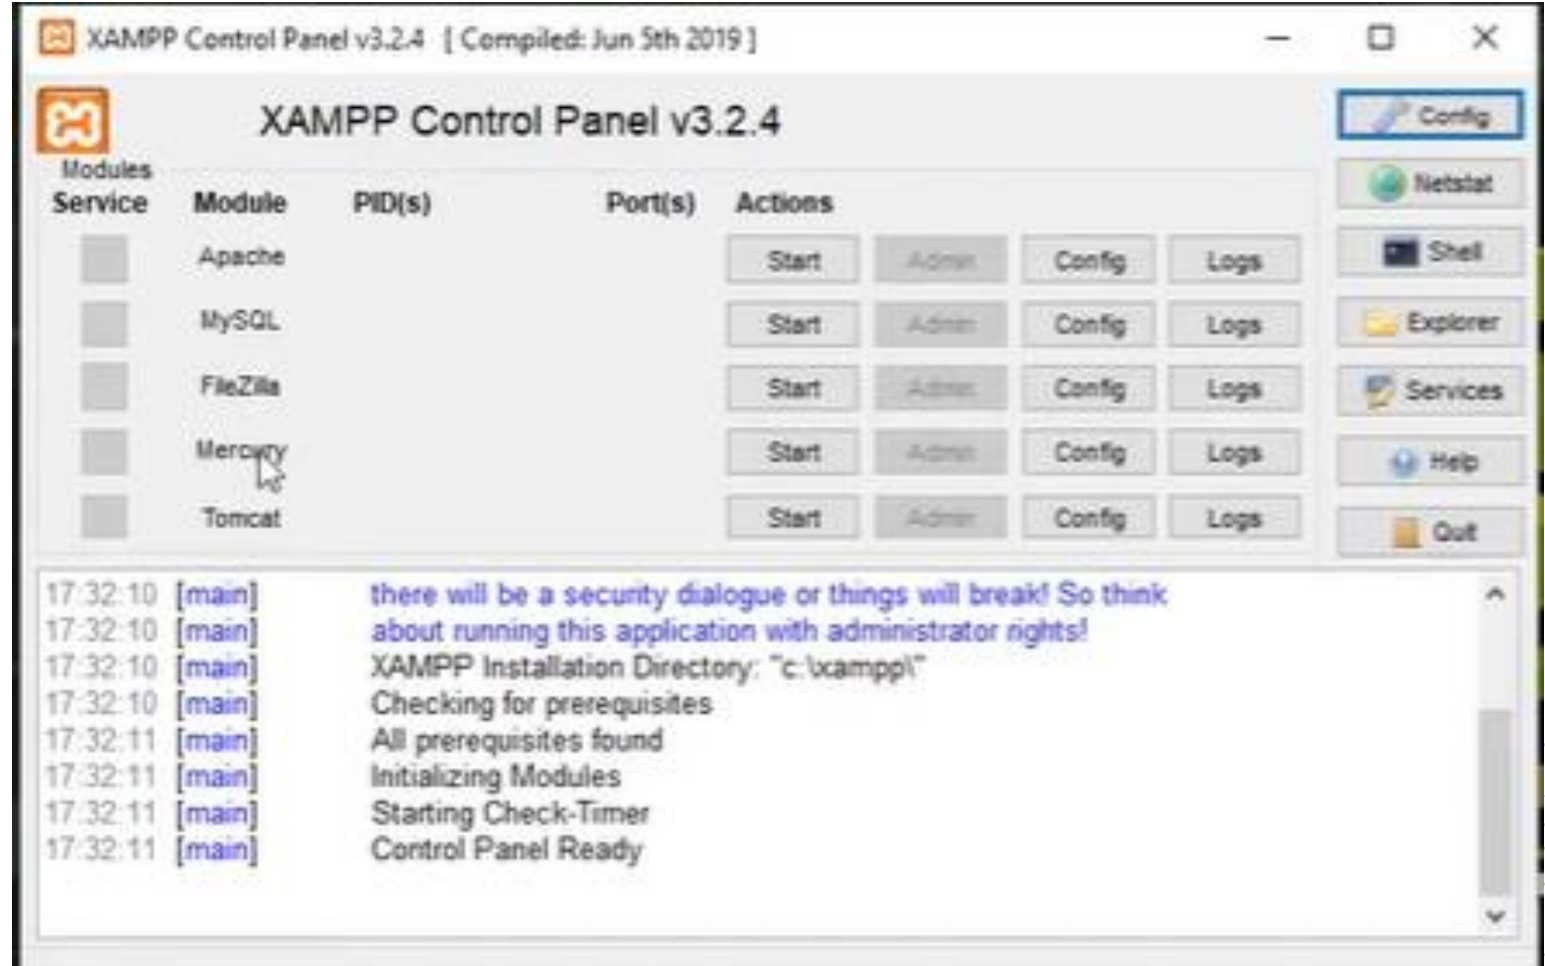 XAMPP Control Panel v3.2.4 [ Compiled: Jun 5th 2019 ]
XAMPP Control Panel v3.2.4
Config
Modules
Netstat
Service Module PID(s) Port(s) Actions
Shell
Apache Start Admin Config Logs
MySQL Start Admin Config Logs
Explorer
FileZilla Start Admin Config Logs
Services
Mercury Start Admin Config Logs
Help
Tomcat Start Admin Config Logs
Quit
17:32:10 [main] there will be a security dialogue or things will break! So think
17:32:10 [main] about running this application with administrator rights!
17:32:10 [main] XAMPP Installation Directory: "c:\xampp\"
17:32:10 [main] Checking for prerequisites
17:32:11 [main] All prerequisites found
17:32:11 [main] Initializing Modules
17:32:11 [main] Starting Check-Timer
17:32:11 [main] Control Panel Ready